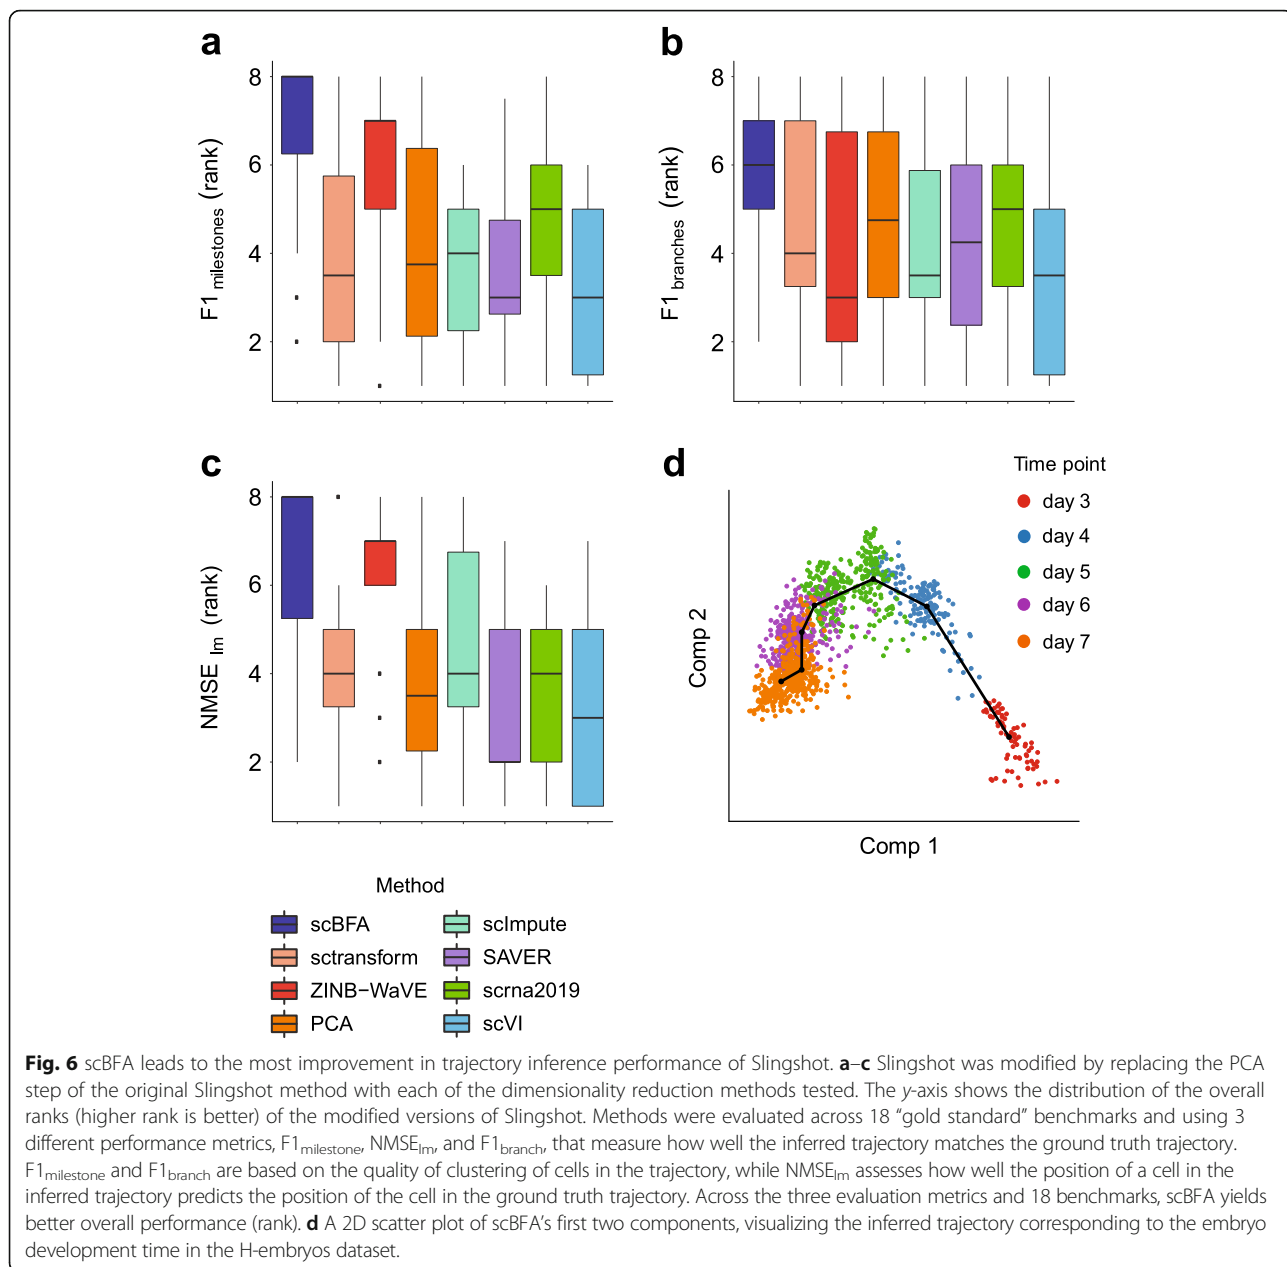 a
8
6
4
2
F1 milestones (rank)
b
8
6
4
2
F1 branches (rank)
c
8
6
4
2
NMSE lm (rank)
d
Time point
day 3
day 4
day 5
day 6
day 7
Comp 2
Comp 1
Method
scBFA
sctransform
ZINB−WaVE
PCA
scImpute
SAVER
scrna2019
scVI
Fig. 6 scBFA leads to the most improvement in trajectory inference performance of Slingshot. a–c Slingshot was modified by replacing the PCA
step of the original Slingshot method with each of the dimensionality reduction methods tested. The y-axis shows the distribution of the overall
ranks (higher rank is better) of the modified versions of Slingshot. Methods were evaluated across 18 “gold standard” benchmarks and using 3
different performance metrics, F1milestone, NMSElm, and F1branch, that measure how well the inferred trajectory matches the ground truth trajectory.
F1milestone and F1branch are based on the quality of clustering of cells in the trajectory, while NMSElm assesses how well the position of a cell in the
inferred trajectory predicts the position of the cell in the ground truth trajectory. Across the three evaluation metrics and 18 benchmarks, scBFA yields
better overall performance (rank). d A 2D scatter plot of scBFA’s first two components, visualizing the inferred trajectory corresponding to the embryo
development time in the H-embryos dataset.